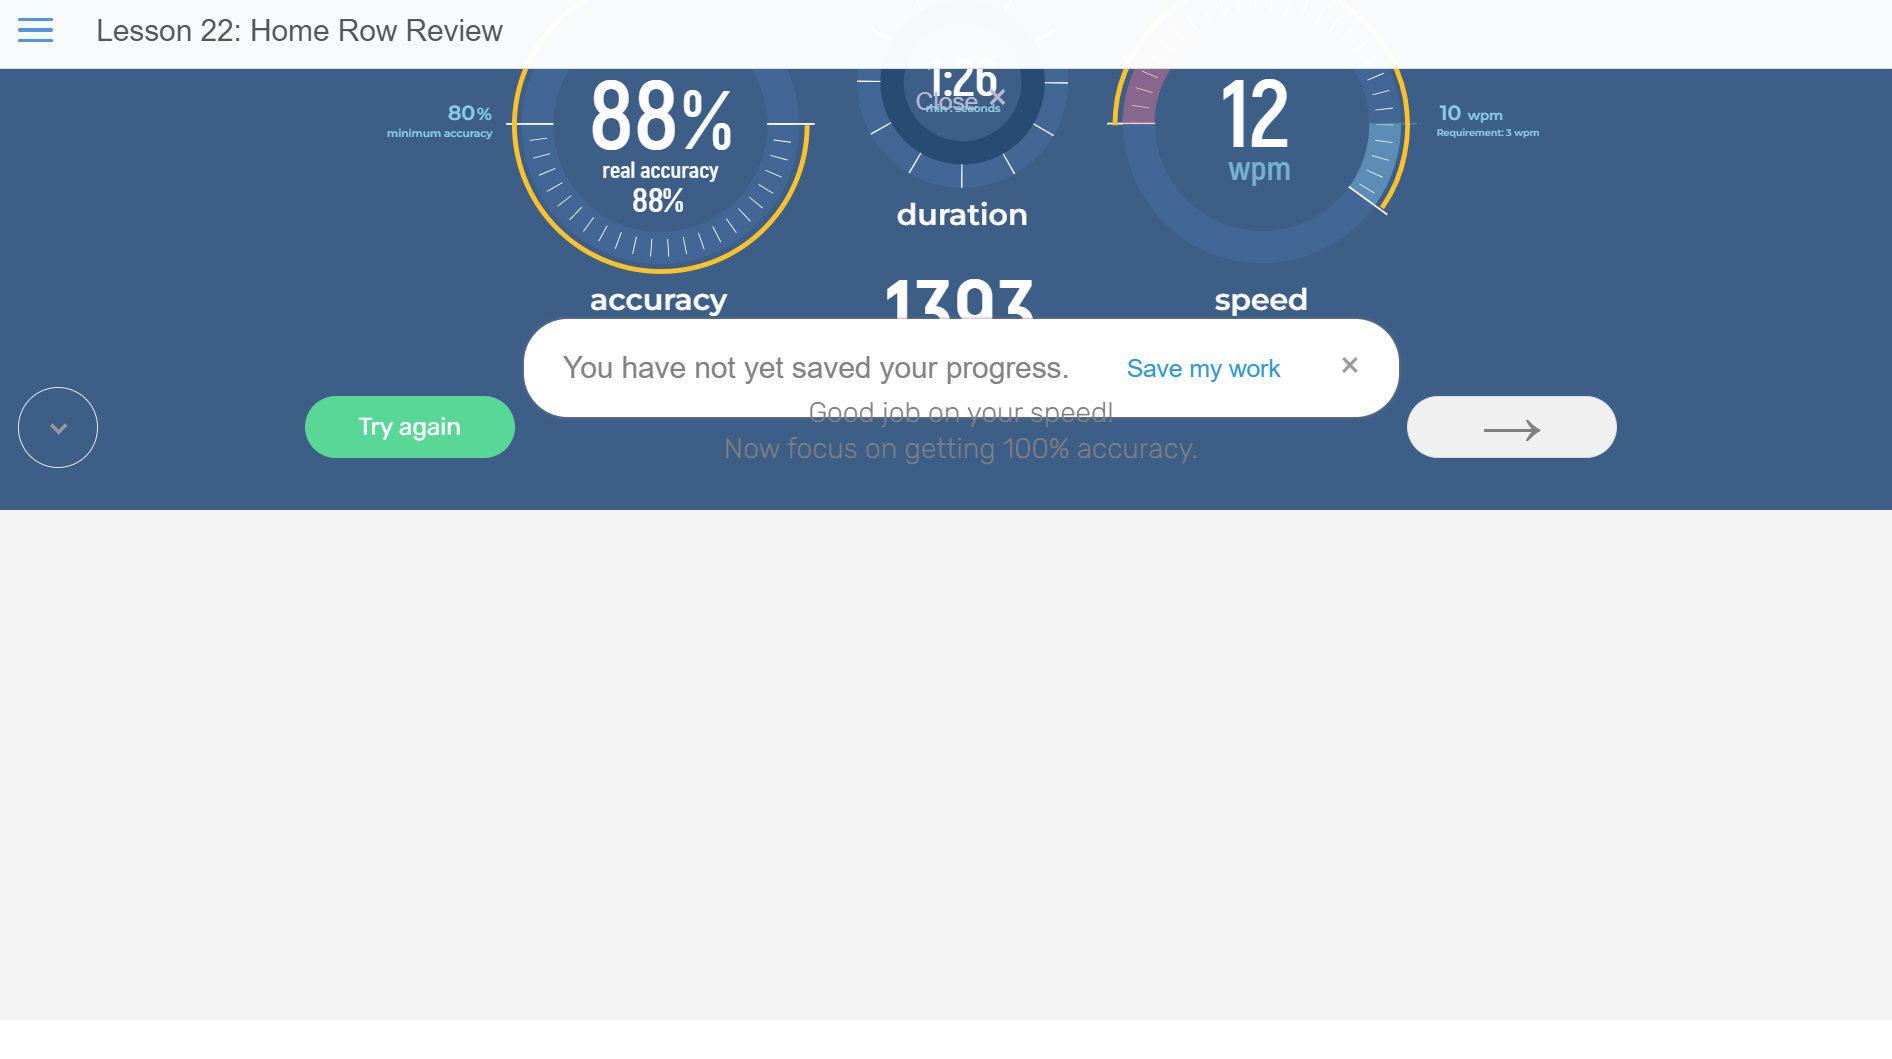 Lesson 22: Home Row Review
88%
real accuracy
88%
80%
minimum accuracy
accuracy
1:26
min : seconds
Close ×
duration
1393
12
wpm
10 wpm
Requirement: 3 wpm
speed
You have not yet saved your progress. Save my work ×
Try again
Good job on your speed!
Now focus on getting 100% accuracy.